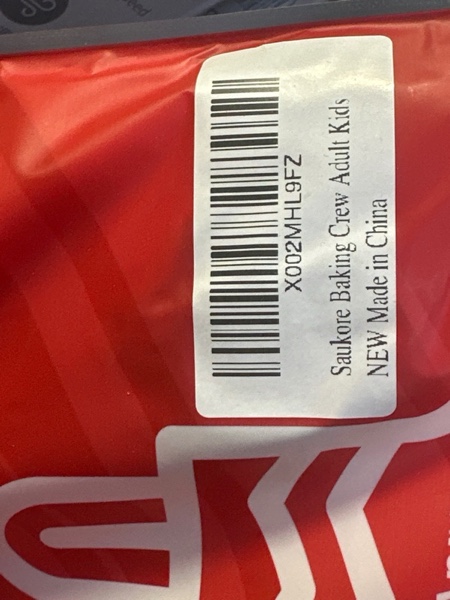 X002MHL9FZ
Saukore Baking Crew Adult Kids
NEW Made in China